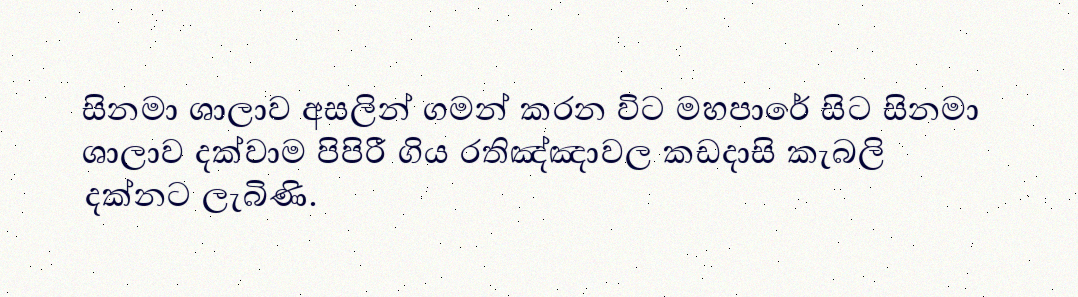 සිනමා ශාලාව අසලින් ගමන් කරන විට මහපාරේ සිට සිනමා
ශාලාව දක්වාම පිපිරී ගිය රතිඤ්ඤාවල කඩදාසි කැබලි
දක්නට ලැබිණි.